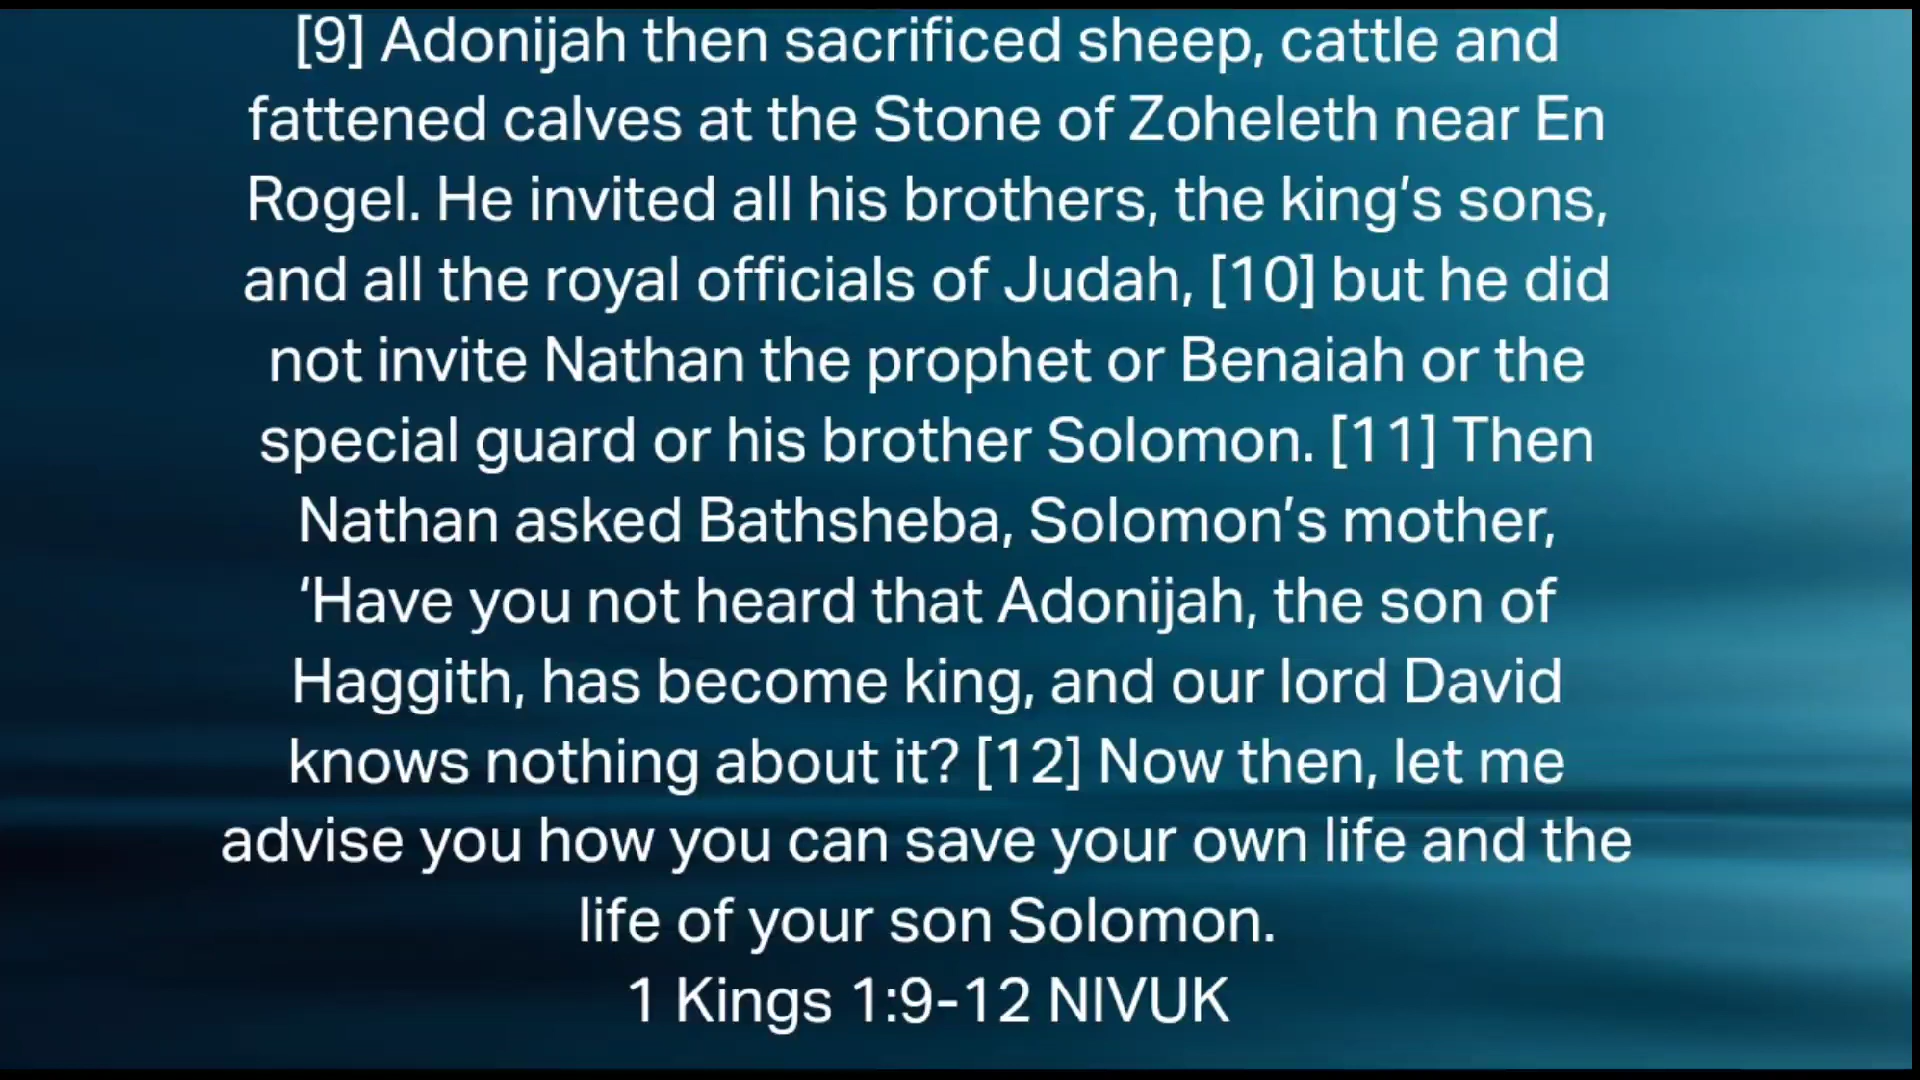 [9] Adonijah then sacrificed sheep, cattle and
fattened calves at the Stone of Zoheleth near En
Rogel. He invited all his brothers, the king’s sons,
and all the royal officials of Judah, [10] but he did
not invite Nathan the prophet or Benaiah or the
special guard or his brother Solomon. [11] Then
Nathan asked Bathsheba, Solomon’s mother,
‘Have you not heard that Adonijah, the son of
Haggith, has become king, and our lord David
knows nothing about it? [12] Now then, let me
advise you how you can save your own life and the
life of your son Solomon.
1 Kings 1:9-12 NIVUK